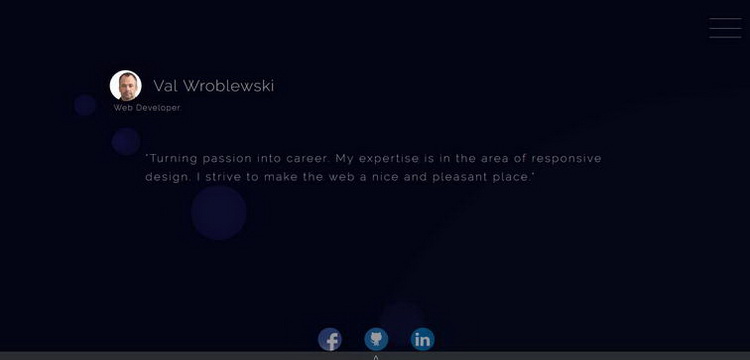 Val Wroblewski
Web Developer
"Turning passion into career. My expertise is in the area of responsive
design. I strive to make the web a nice and pleasant place."
f
in